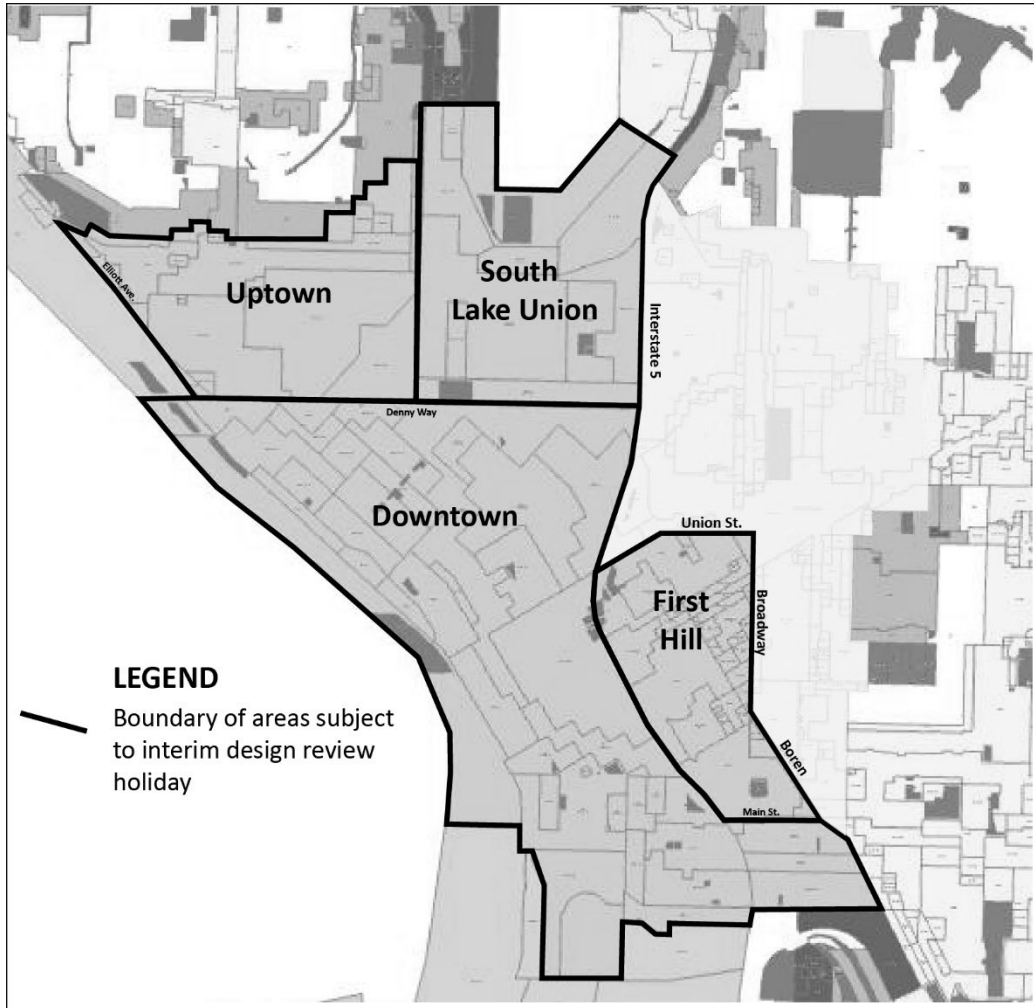 Uptown
South
Lake Union
Elliott Ave.
Interstate 5
Denny Way
Downtown
Union St.
First
Hill
Broadway
LEGEND
Boundary of areas subject
to interim design review
holiday
Boren
Main St.